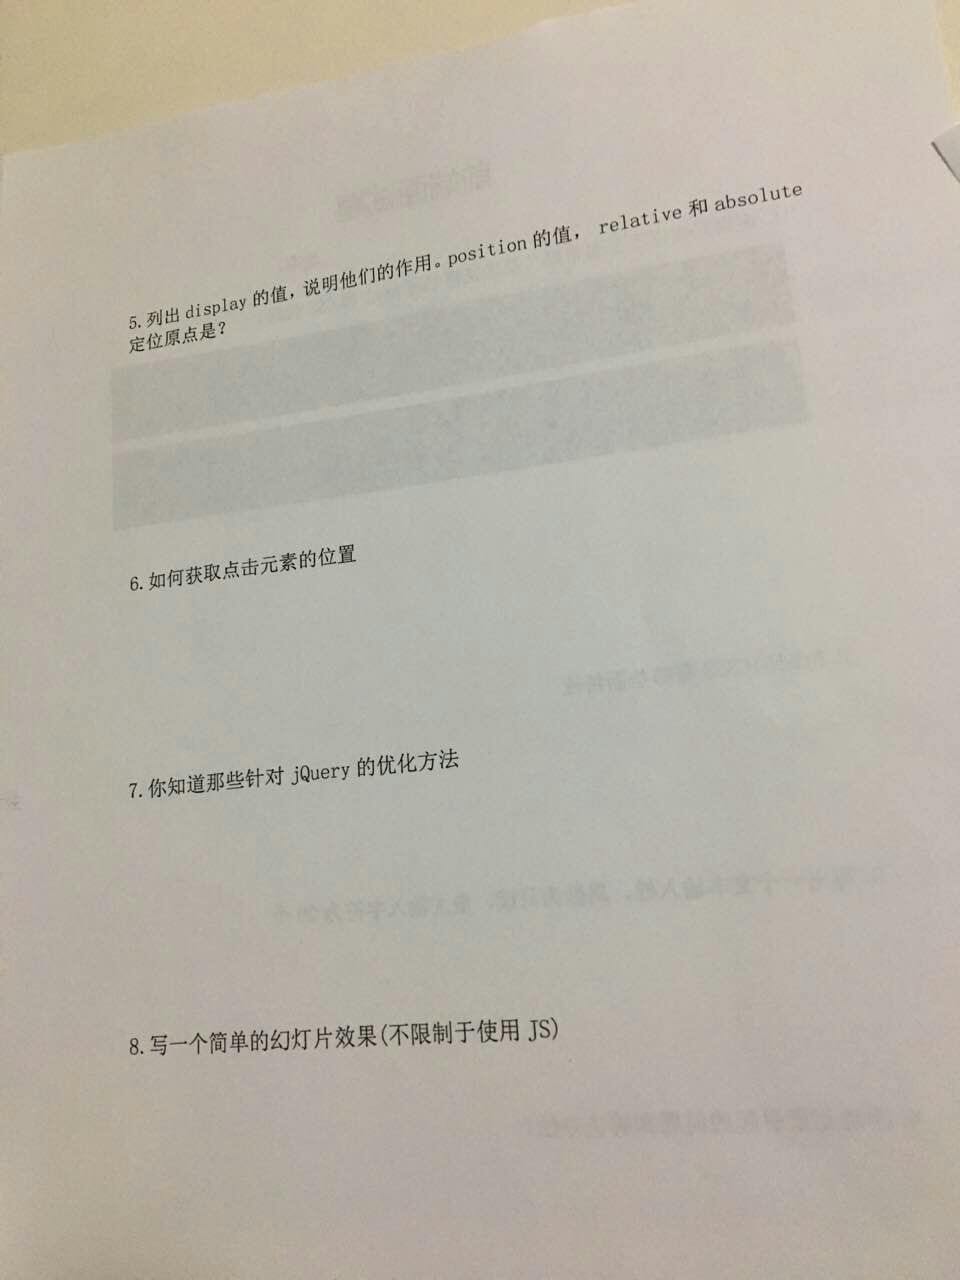 5.列出 display 的值，说明他们的作用。position 的值， relative 和 absolute
定位原点是？
6.如何获取点击元素的位置
7.你知道那些针对 jQuery 的优化方法
8.写一个简单的幻灯片效果(不限制于使用 JS)